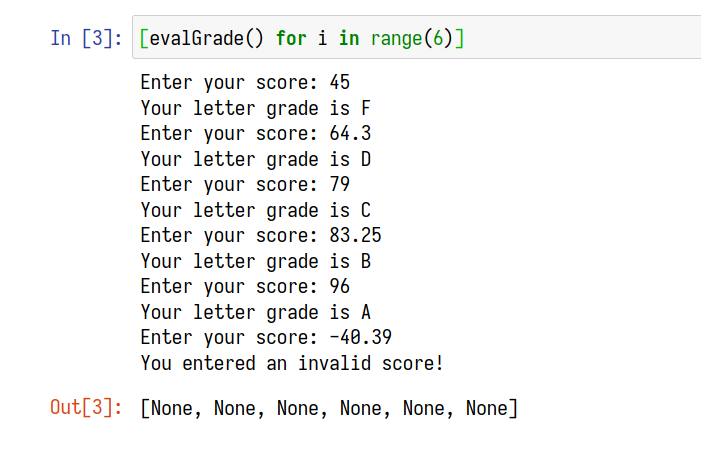 In [3]: [evalGrade() for i in range(6)]
Enter your score: 45
Your letter grade is F
Enter your score: 64.3
Your letter grade is D
Enter your score: 79
Your letter grade is C
Enter your score: 83.25
Your letter grade is B
Enter your score: 96
Your letter grade is A
Enter your score: -40.39
You entered an invalid score!
Out[3]: [None, None, None, None, None, None]